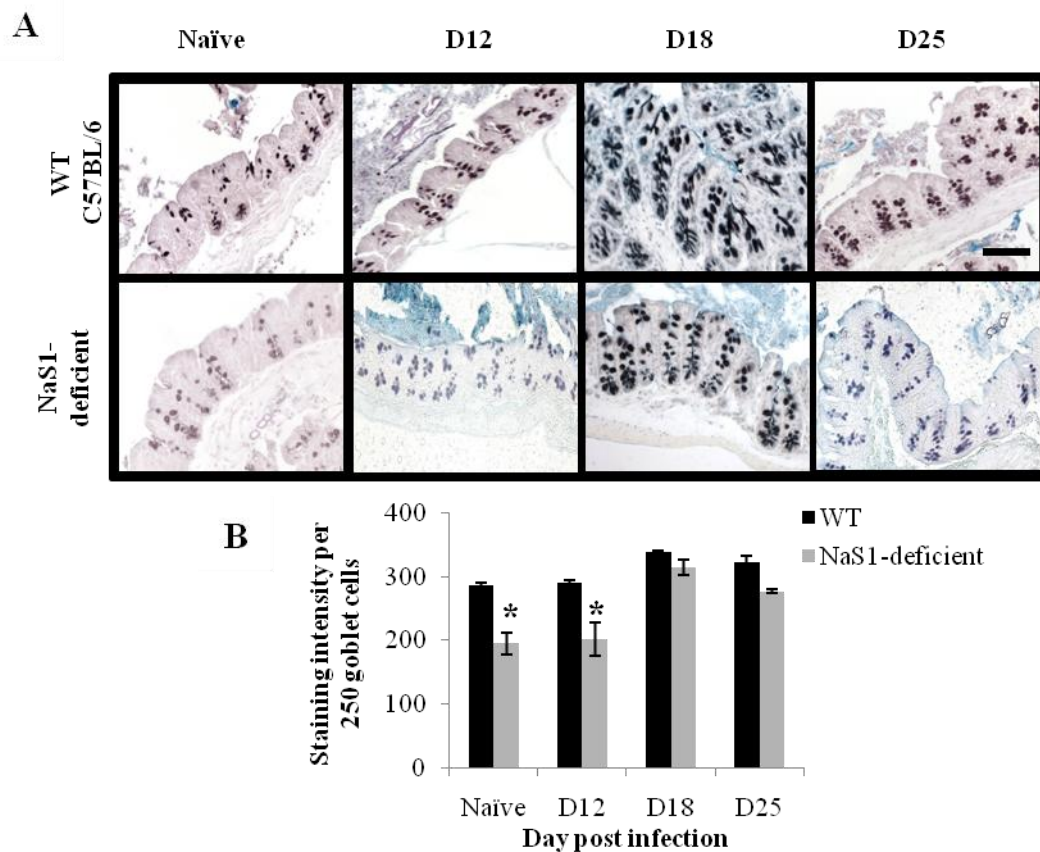 A
Naïve
D12
D18
D25
WT
C57BL/6
NaS1-
deficient
B
Staining intensity per
250 goblet cells
400
300
200
100
0
*
*
WT
NaS1-deficient
Naïve
D12
D18
D25
Day post infection